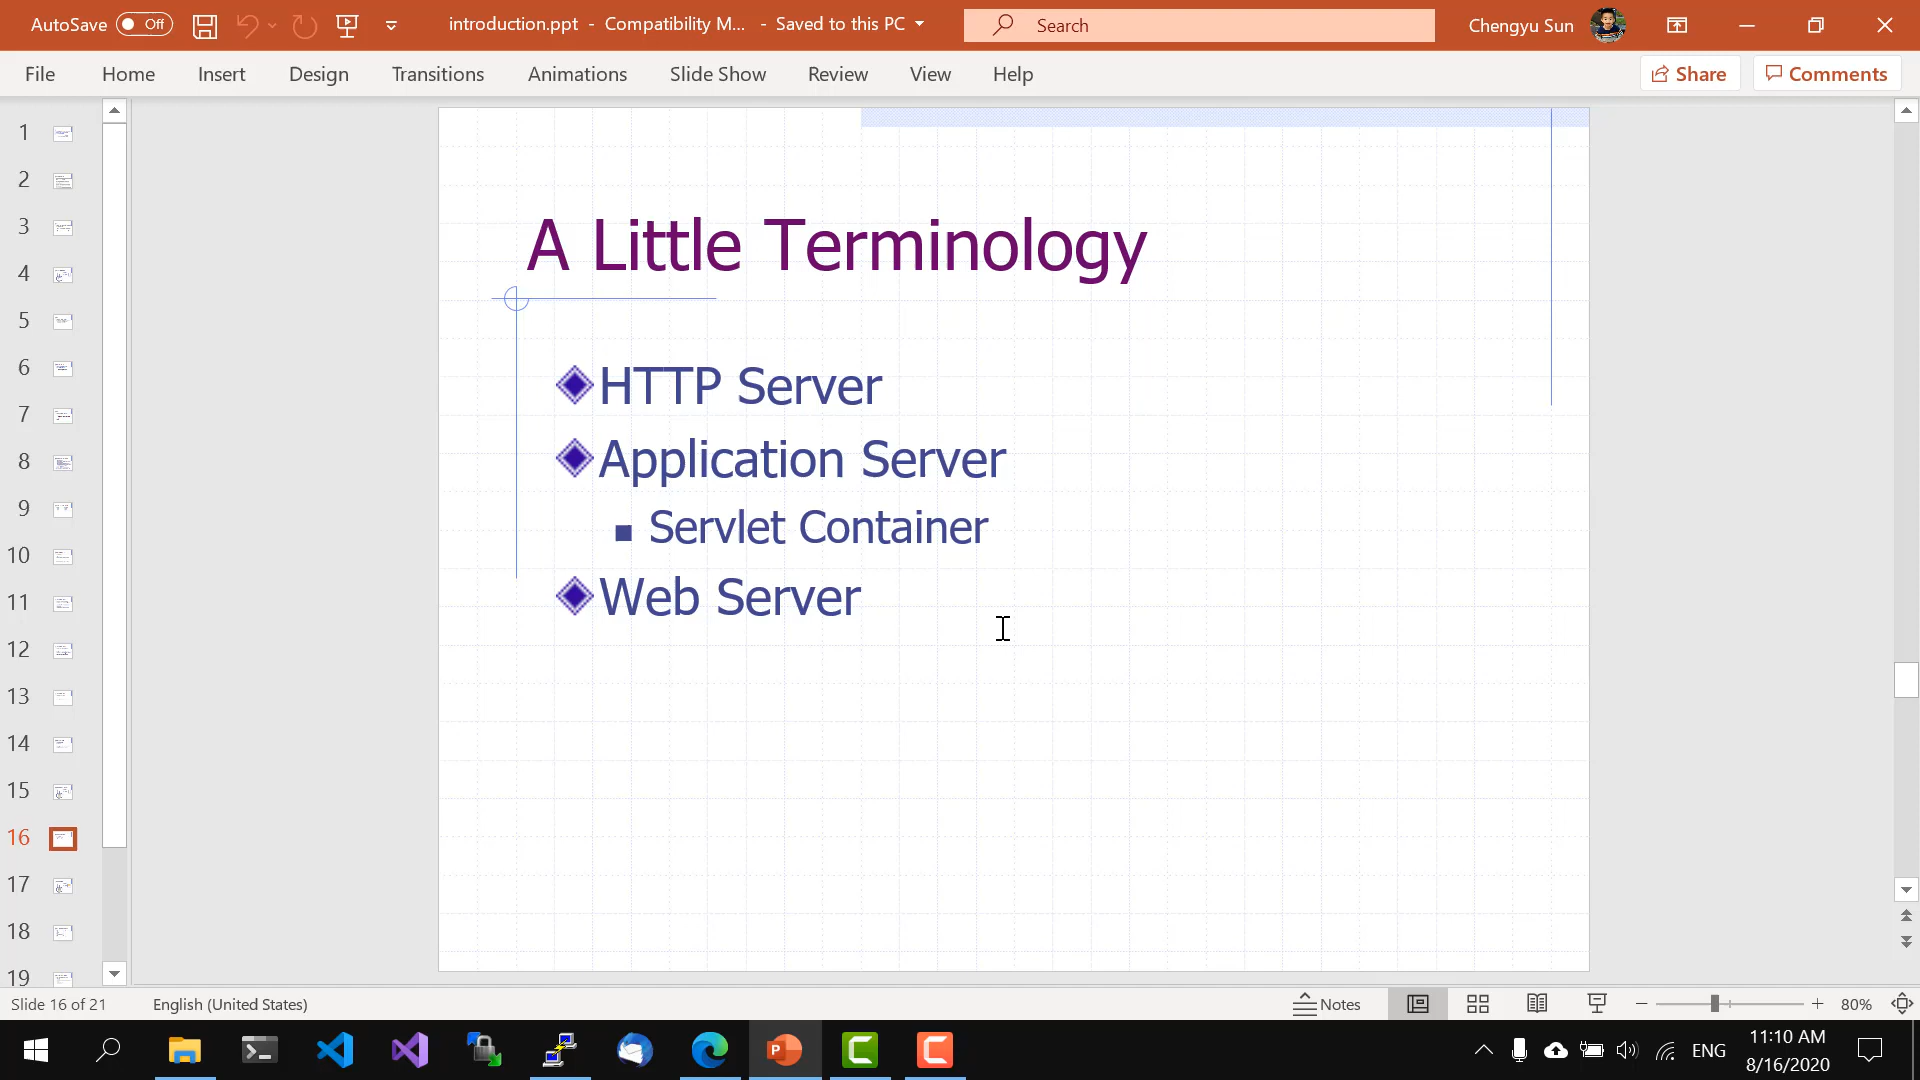 AutoSave Off introduction.ppt - Compatibility M... - Saved to this PC Search Chengyu Sun
File Home Insert Design Transitions Animations Slide Show Review View Help Share Comments
1
2
3
4
5
6
7
8
9
10
11
12
13
14
15
16
17
18
19
A Little Terminology
HTTP Server
Application Server
Servlet Container
Web Server
Slide 16 of 21 English (United States) Notes 80%
ENG 11:10 AM
8/16/2020